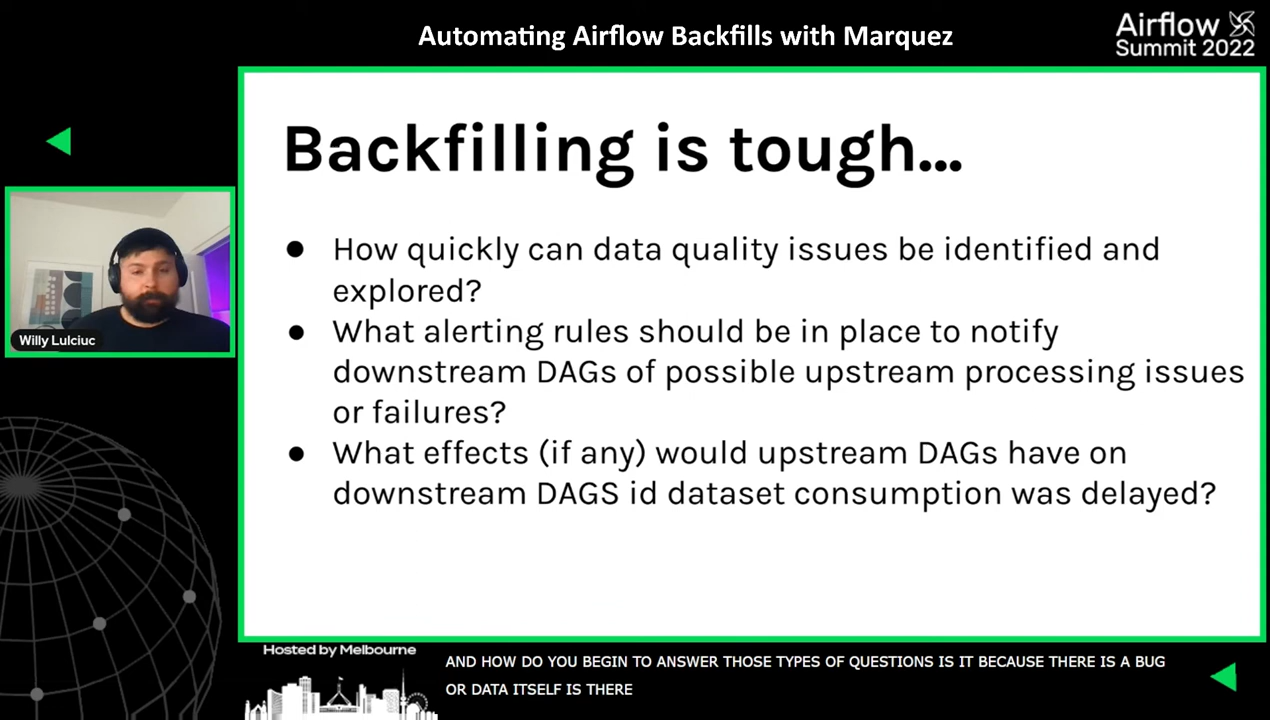 Automating Airflow Backfills with Marquez
Airflow
Summit 2022
Backfilling is tough...
● How quickly can data quality issues be identified and
explored?
● What alerting rules should be in place to notify
downstream DAGs of possible upstream processing issues
or failures?
● What effects (if any) would upstream DAGs have on
downstream DAGS id dataset consumption was delayed?
Willy Lulciuc
Hosted by Melbourne
AND HOW DO YOU BEGIN TO ANSWER THOSE TYPES OF QUESTIONS IS IT BECAUSE THERE IS A BUG
OR DATA ITSELF IS THERE